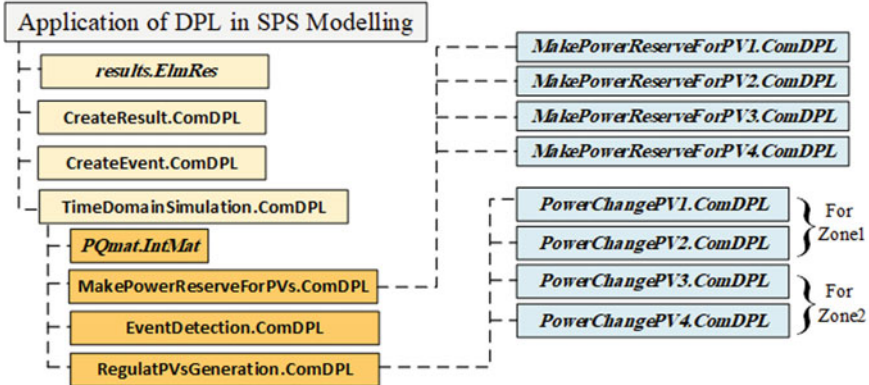 Application of DPL in SPS Modelling
results.ElmRes
CreateResult.ComDPL
CreateEvent.ComDPL
TimeDomainSimulation.ComDPL
PQmat.IntMat
MakePowerReserveForPVs.ComDPL
EventDetection.ComDPL
RegulatPVsGeneration.ComDPL
MakePowerReserveForPV1.ComDPL
MakePowerReserveForPV2.ComDPL
MakePowerReserveForPV3.ComDPL
MakePowerReserveForPV4.ComDPL
PowerChangePV1.ComDPL
PowerChangePV2.ComDPL
For
Zone1
PowerChangePV3.ComDPL
PowerChangePV4.ComDPL
For
Zone2